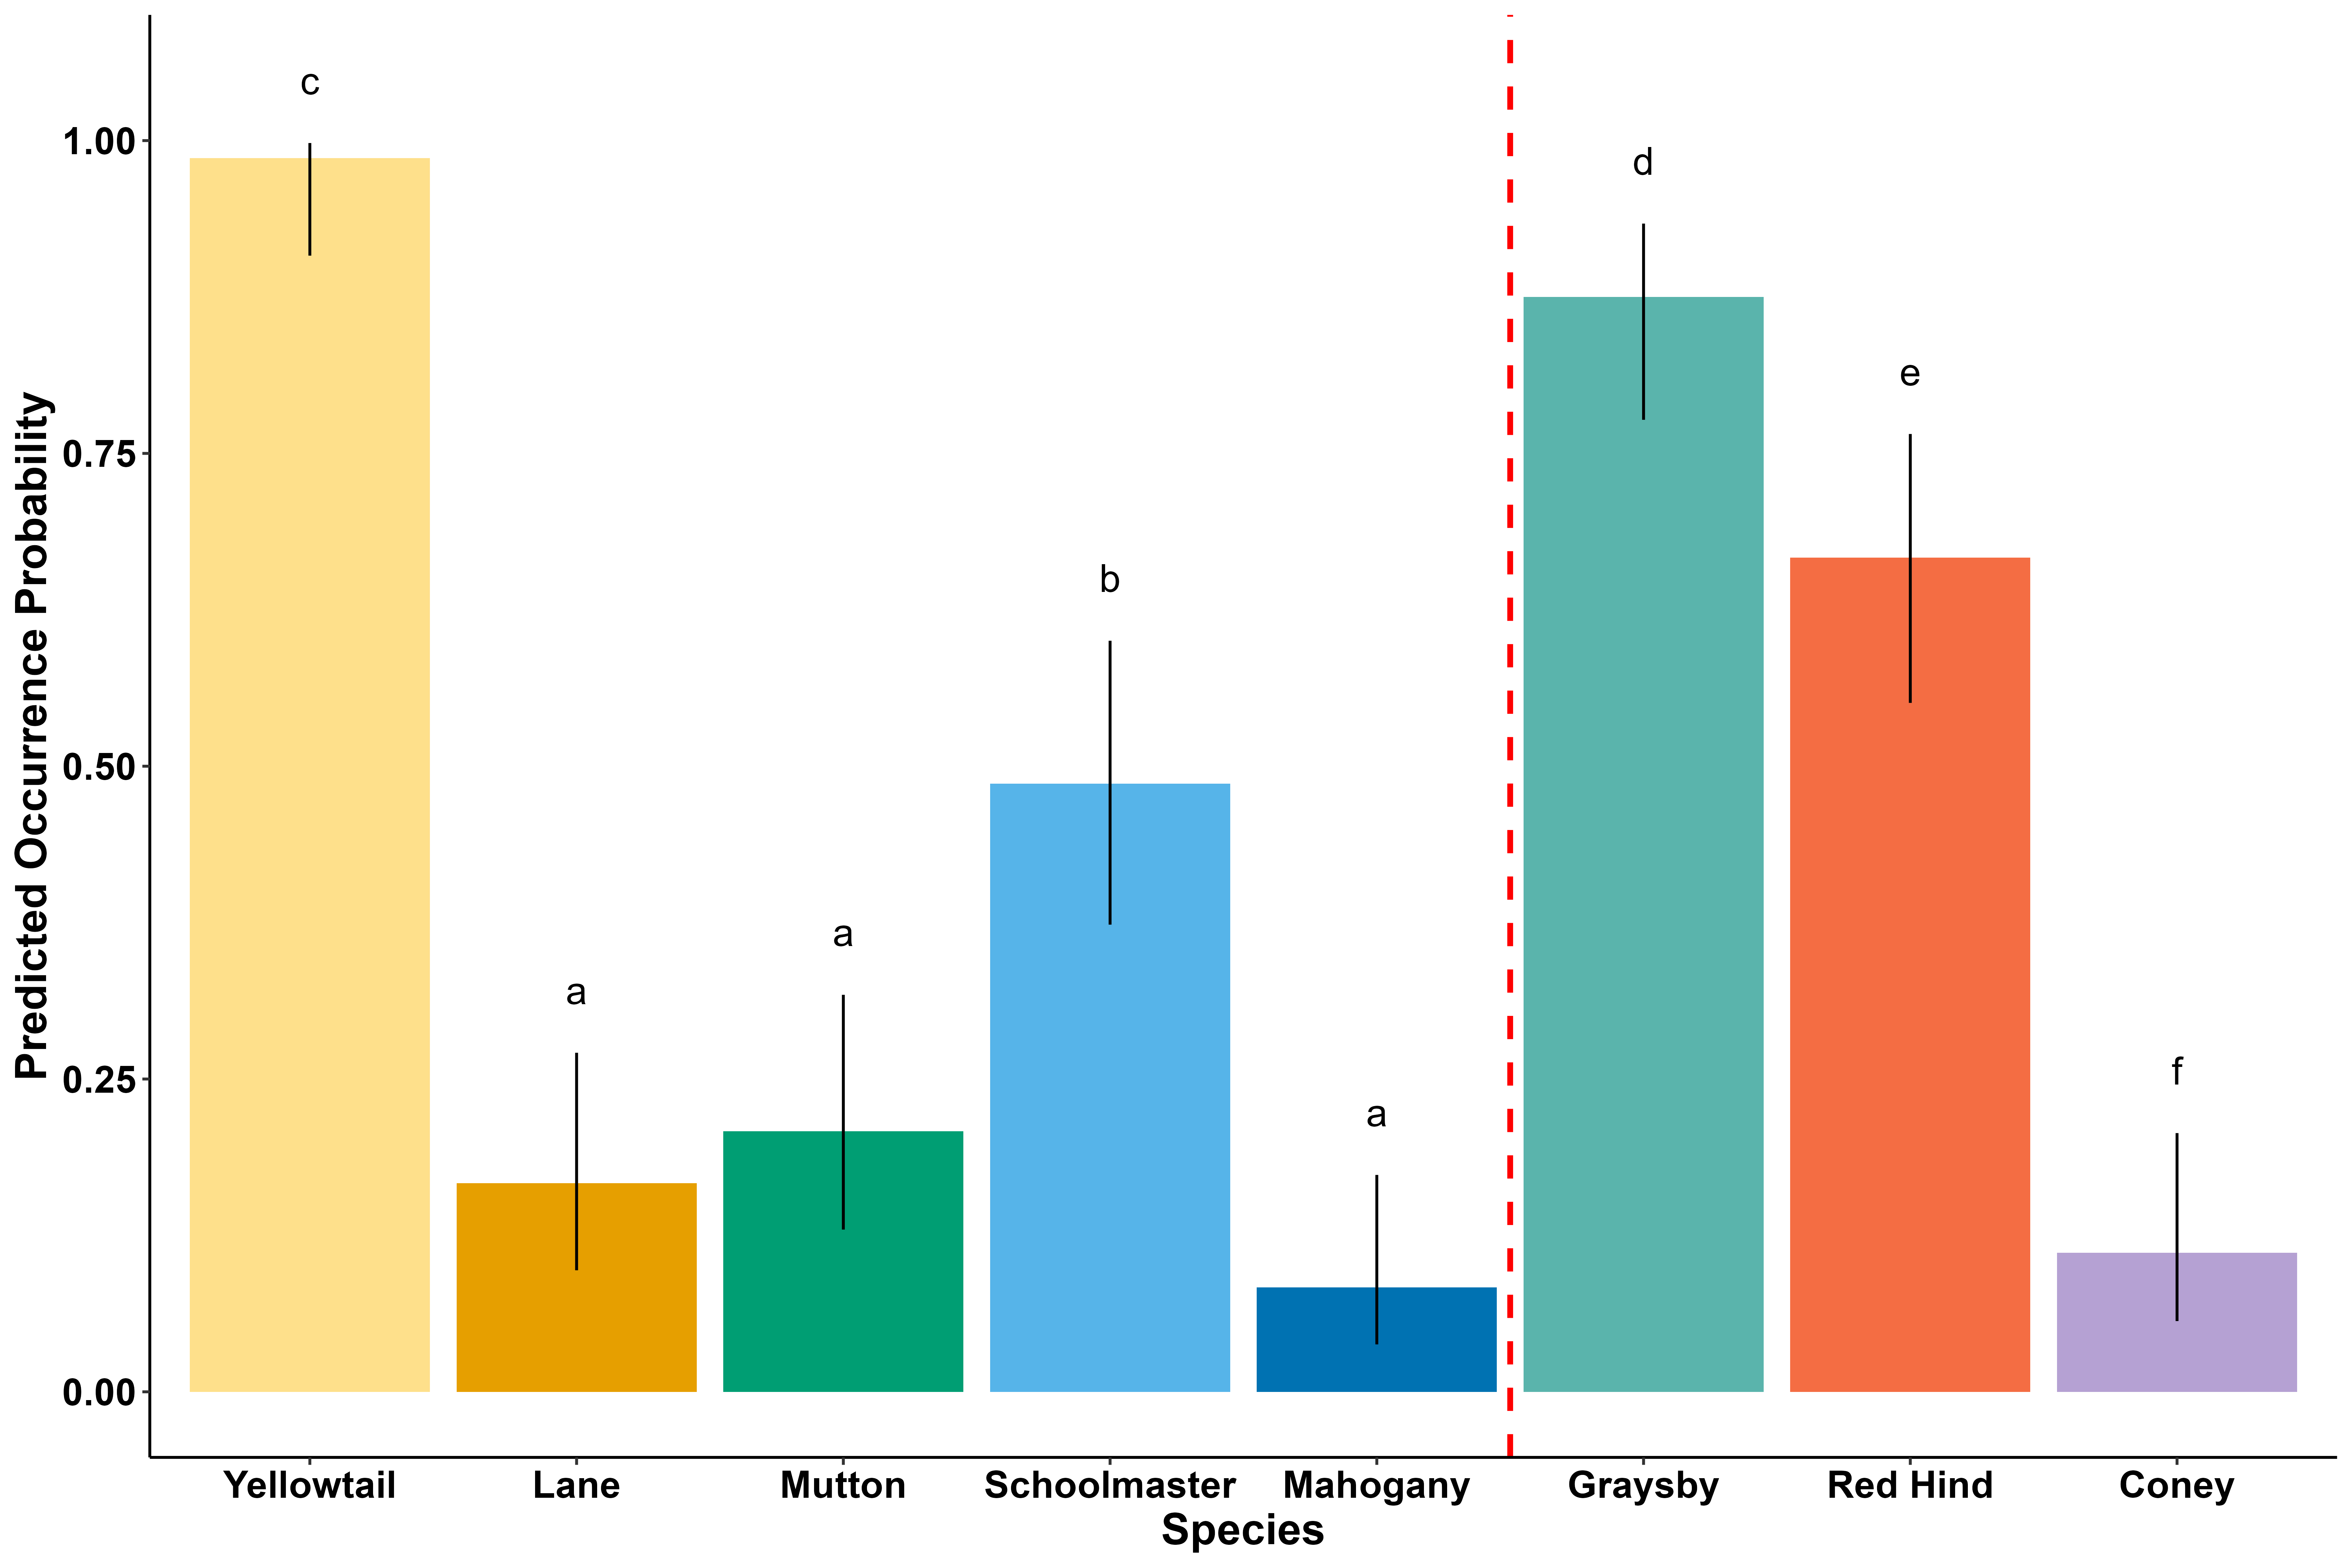 Predicted Occurrence Probability
1.00
0.75
0.50
0.25
0.00
c
a
a
b
a
d
e
f
Yellowtail Lane Mutton Schoolmaster Mahogany Graysby Red Hind Coney
Species